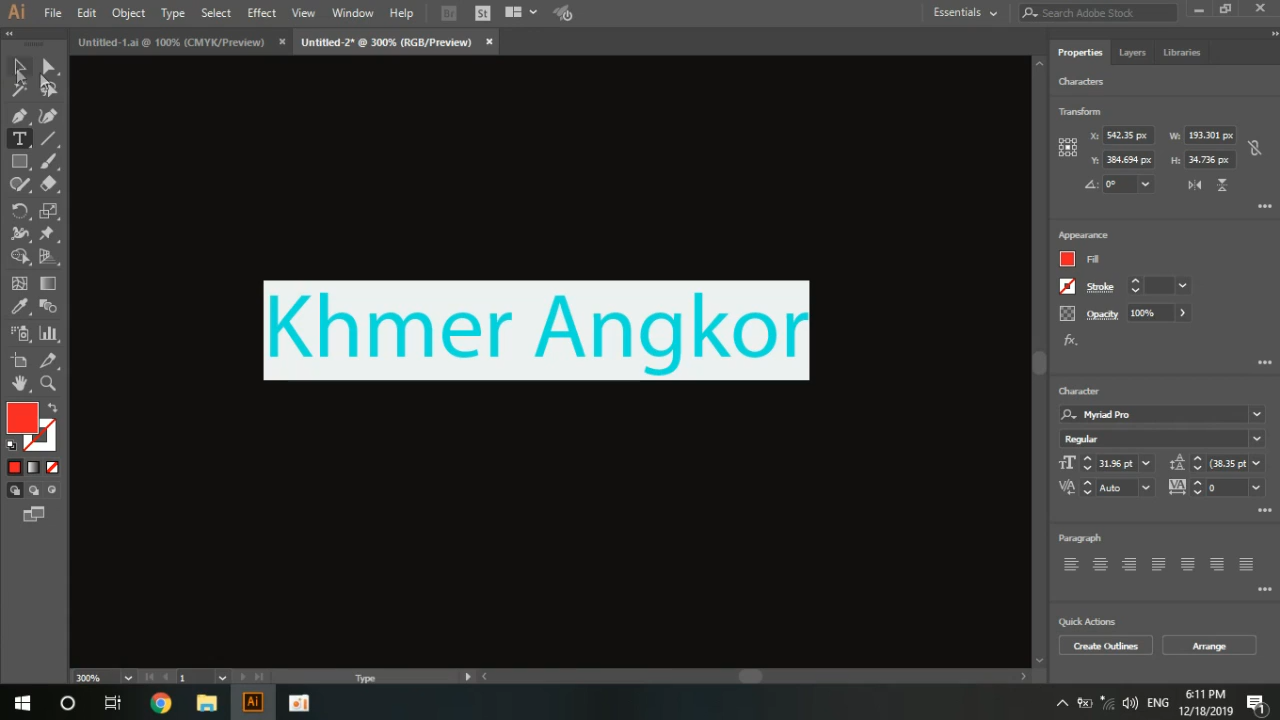 Ai File Edit Object Type Select Effect View Window Help Br St Essentials Search Adobe Stock
Untitled-1.ai @ 100% (CMYK/Preview) Untitled-2* @ 300% (RGB/Preview)
Properties Layers Libraries
Characters
Transform
X: 542.35 px W: 193.301 px
Y: 384.694 px H: 34.736 px
0°
Appearance
Fill
Stroke
Opacity 100%
fx.
Khmer Angkor
Character
Myriad Pro
Regular
31.96 pt (38.35 pt
Auto 0
Paragraph
Quick Actions
Create Outlines Arrange
300% 1 Type
Ai ENG 6:11 PM
12/18/2019 1